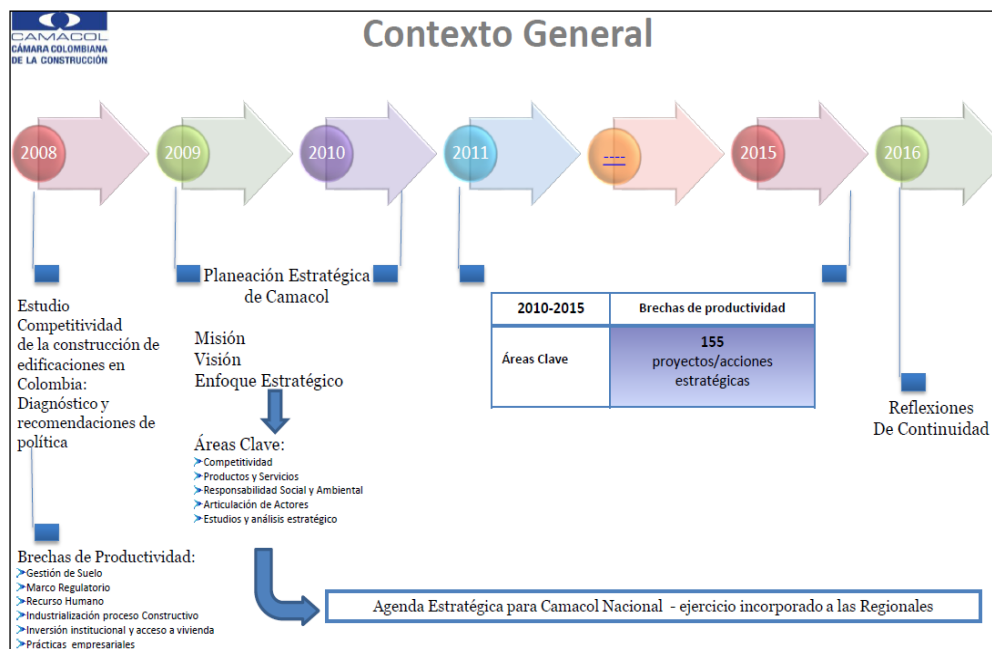 CAMACOL
CÁMARA COLOMBIANA
DE LA CONSTRUCCIÓN
Contexto General
2008
2009
2010
2011
----
2015
2016
Estudio
Competitividad
de la construcción de
edificaciones en
Colombia:
Diagnóstico y
recomendaciones de
política
Brechas de Productividad:
Gestión de Suelo
Marco Regulatorio
Recurso Humano
Industrialización proceso Constructivo
Inversión institucional y acceso a vivienda
Prácticas empresariales
Planeación Estratégica
de Camacol
Misión
Visión
Enfoque Estratégico
Áreas Clave:
Competitividad
Productos y Servicios
Responsabilidad Social y Ambiental
Articulación de Actores
Estudios y análisis estratégico
2010-2015 Brechas de productividad
Áreas Clave
155
proyectos/acciones
estratégicas
Reflexiones
De Continuidad
Agenda Estratégica para Camacol Nacional - ejercicio incorporado a las Regionales